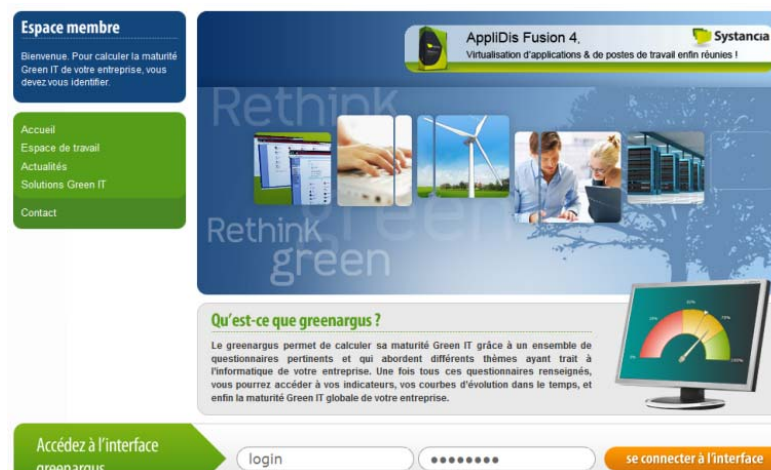 Espace membre
Bienvenue. Pour calculer la maturité
Green IT de votre entreprise, vous
devez vous identifier.
Accueil
Espace de travail
Actualités
Solutions Green IT
Contact
AppliDis Fusion 4,
Systancia
Virtualisation d'applications & de postes de travail enfin réunies !
Rethink
green
Rethink
green
Qu'est-ce que greenargus ?
Le greenargus permet de calculer sa maturité Green IT grâce à un ensemble de
questionnaires pertinents et qui abordent différents thèmes ayant trait à
l'informatique de votre entreprise. Une fois tous ces questionnaires renseignés,
vous pourrez accéder à vos indicateurs, vos courbes d'évolution dans le temps, et
enfin la maturité Green IT globale de votre entreprise.
Accédez à l'interface
greenargus
login
se connecter à l'interface